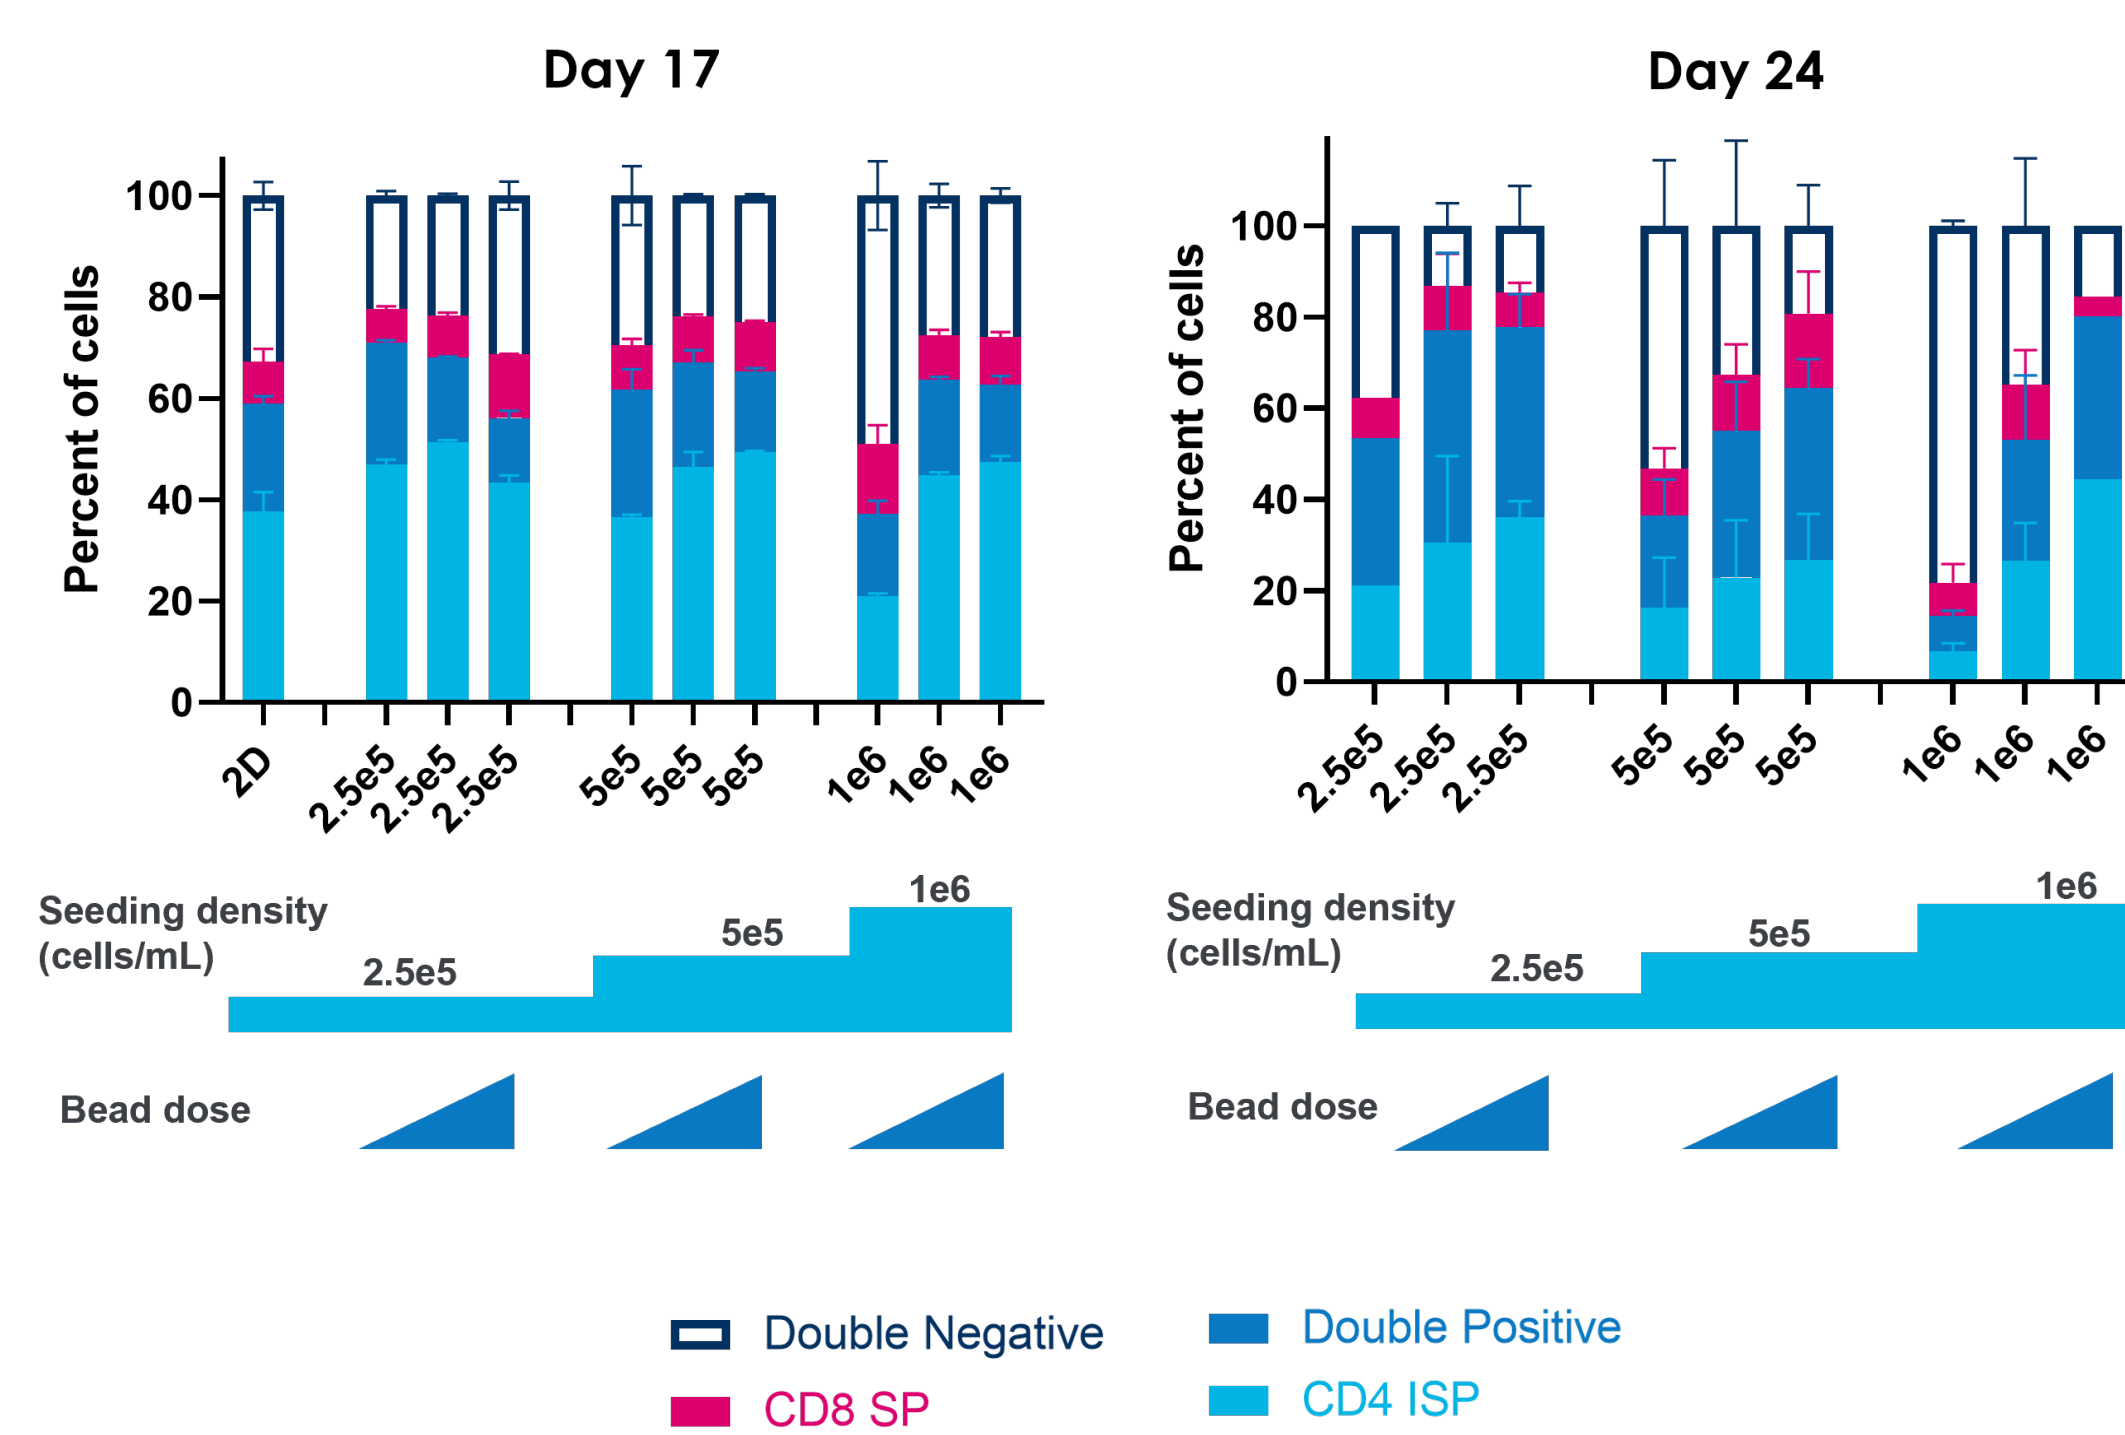 Day 17
Day 24
Percent of cells
100
80
60
40
20
0
2D
2.5e5
2.5e5
2.5e5
5e5
5e5
5e5
1e6
1e6
1e6
Percent of cells
100
80
60
40
20
0
2.5e5
2.5e5
2.5e5
5e5
5e5
5e5
1e6
1e6
1e6
Seeding density
(cells/mL)
2.5e5
5e5
1e6
Bead dose
Seeding density
(cells/mL)
2.5e5
5e5
1e6
Bead dose
Double Negative
Double Positive
CD8 SP
CD4 ISP